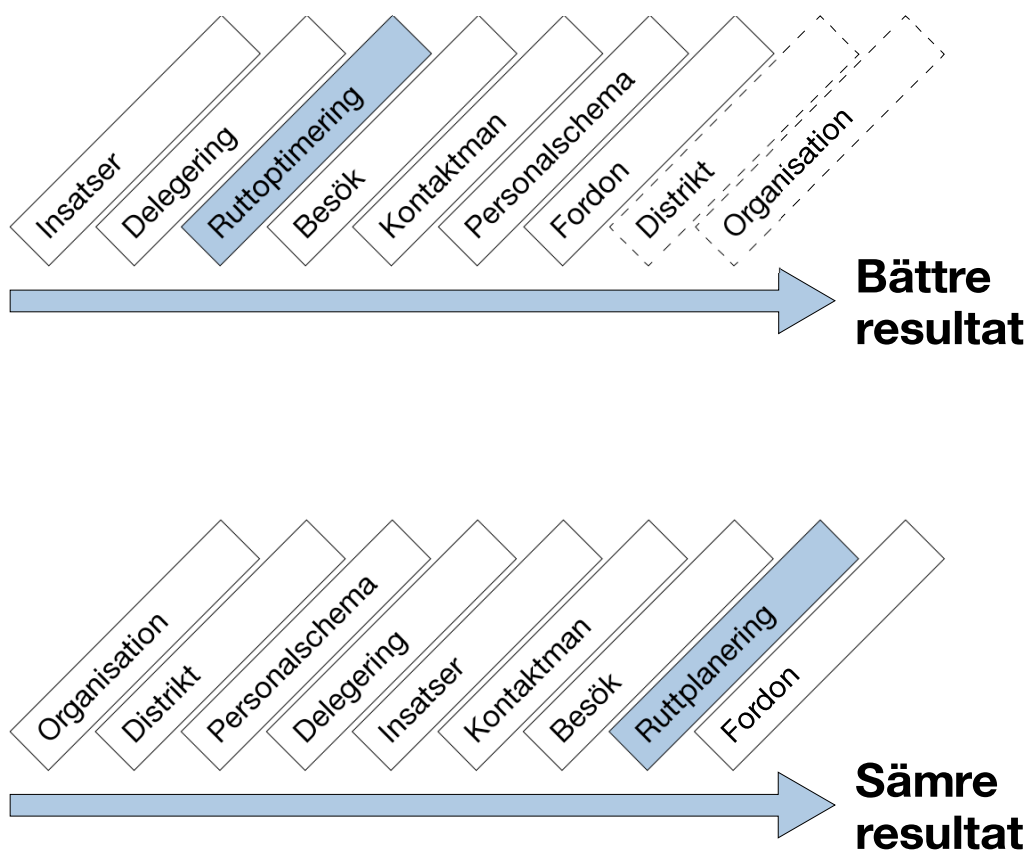 Insatser
Delegering
Ruttoptimering
Besök
Kontaktman
Personalschema
Fordon
Distrikt
Organisation
Bättre
resultat
Organisation
Distrikt
Personalschema
Delegering
Insatser
Kontaktman
Besök
Ruttplanering
Fordon
Sämre
resultat